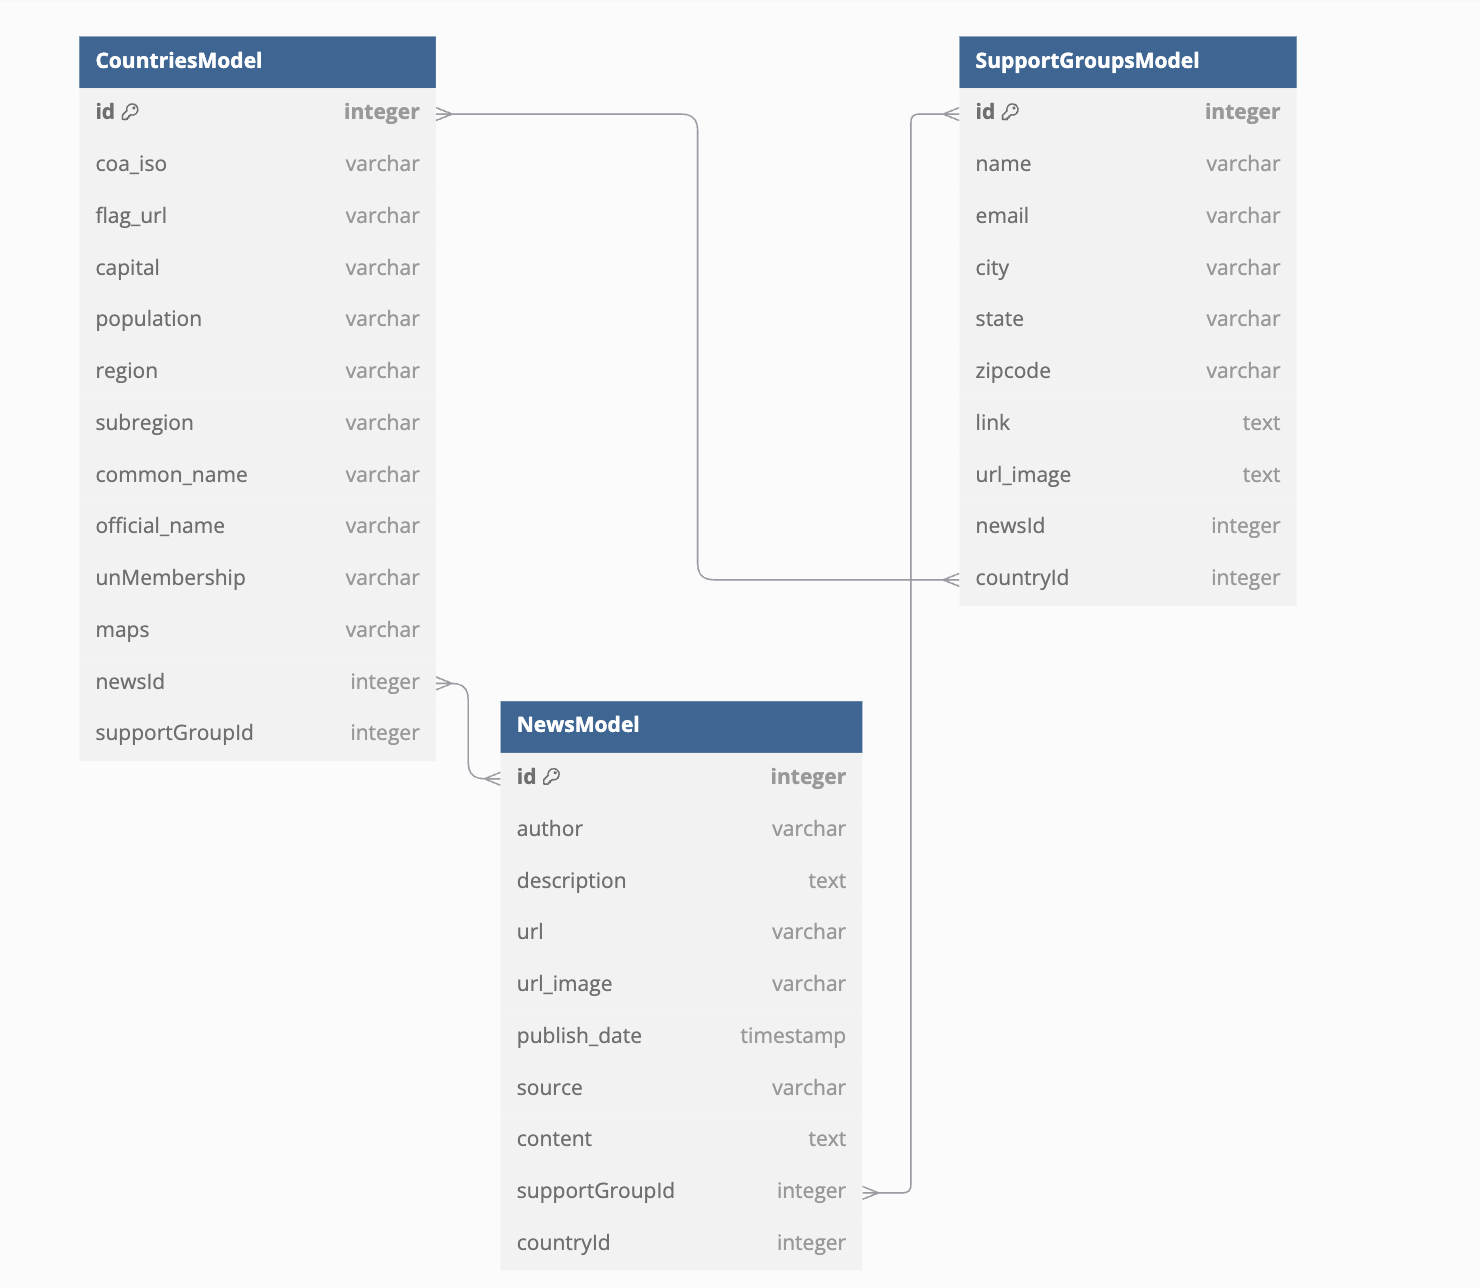 CountriesModel
id integer
coa_iso varchar
flag_url varchar
capital varchar
population varchar
region varchar
subregion varchar
common_name varchar
official_name varchar
unMembership varchar
maps varchar
newsId integer
supportGroupId integer
SupportGroupsModel
id integer
name varchar
email varchar
city varchar
state varchar
zipcode varchar
link text
url_image text
newsId integer
countryId integer
NewsModel
id integer
author varchar
description text
url varchar
url_image varchar
publish_date timestamp
source varchar
content text
supportGroupId integer
countryId integer